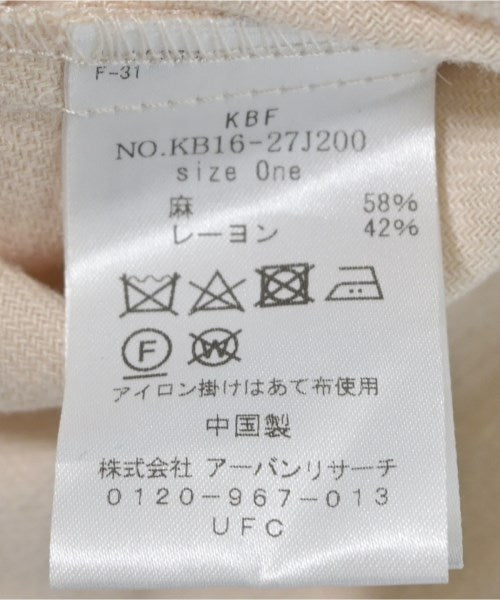 F-31
KBF
NO.KB16-27J200
size One
麻 58%
レーヨン 42%
F W
アイロン掛けはあて布使用
中国製
株式会社 アーバンリサーチ
0120-967-013
UFC